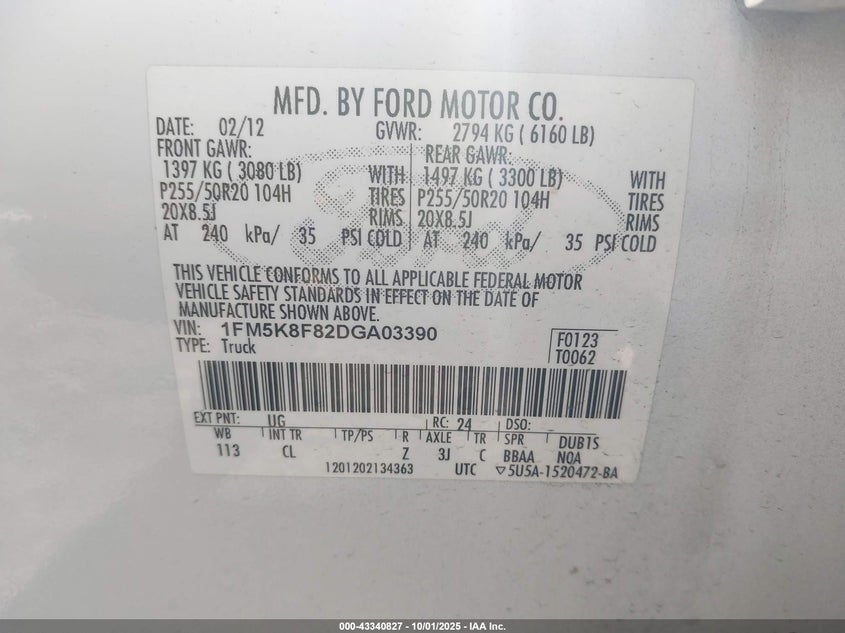 MFD. BY FORD MOTOR CO.
DATE: 02/12 GVWR: 2794 KG ( 6160 LB)
FRONT GAWR: REAR GAWR:
1397 KG ( 3080 LB) WITH 1497 KG ( 3300 LB) WITH
P255/50R20 104H TIRES P255/50R20 104H TIRES
20X8.5J RIMS 20X8.5J RIMS
AT 240 kPa/ 35 PSI COLD AT 240 kPa/ 35 PSI COLD
Ford
THIS VEHICLE CONFORMS TO ALL APPLICABLE FEDERAL MOTOR
VEHICLE SAFETY STANDARDS IN EFFECT ON THE DATE OF
MANUFACTURE SHOWN ABOVE.
VIN: 1FM5K8F82DGA03390
TYPE: Truck
F0123
T0062
EXT PNT: UG RC: 24 DSO:
WB INT TR TP/PS R AXLE TR SPR DUB1S
113 CL Z 3J C BBAA NOA
1201202134363 UTC ▽5U5A-1520472-BA
000-43340827 - 10/01/2025 - IAA Inc.